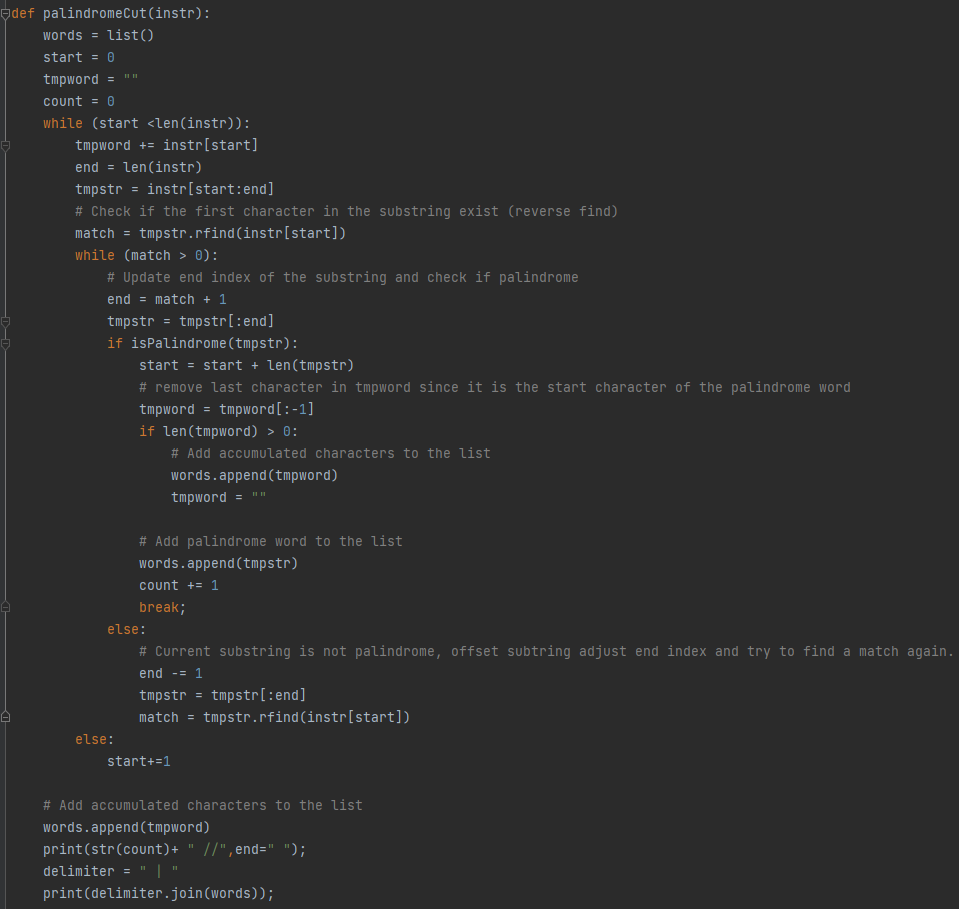 def palindromeCut(instr):
    words = list()
    start = 0
    tmpword = ""
    count = 0
    while (start <len(instr)):
        tmpword += instr[start]
        end = len(instr)
        tmpstr = instr[start:end]
        # Check if the first character in the substring exist (reverse find)
        match = tmpstr.rfind(instr[start])
        while (match > 0):
            # Update end index of the substring and check if palindrome
            end = match + 1
            tmpstr = tmpstr[:end]
            if isPalindrome(tmpstr):
                start = start + len(tmpstr)
                # remove last character in tmpword since it is the start character of the palindrome word
                tmpword = tmpword[:-1]
                if len(tmpword) > 0:
                    # Add accumulated characters to the list
                    words.append(tmpword)
                    tmpword = ""

                # Add palindrome word to the list
                words.append(tmpstr)
                count += 1
                break;
            else:
                # Current substring is not palindrome, offset subtring adjust end index and try to find a match again.
                end -= 1
                tmpstr = tmpstr[:end]
                match = tmpstr.rfind(instr[start])
        else:
            start+=1

    # Add accumulated characters to the list
    words.append(tmpword)
    print(str(count)+ " //",end=" ");
    delimiter = " | "
    print(delimiter.join(words));